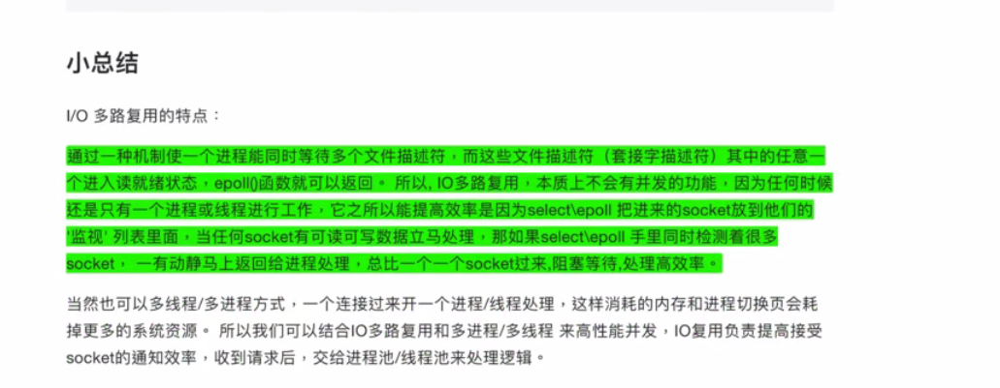 小总结
I/O 多路复用的特点：
通过一种机制使一个进程能同时等待多个文件描述符，而这些文件描述符（套接字描述符）其中的任意一
个进入读就绪状态，epoll()函数就可以返回。 所以, IO多路复用，本质上不会有并发的功能，因为任何时候
还是只有一个进程或线程进行工作，它之所以能提高效率是因为select\epoll 把进来的socket放到他们的
'监视' 列表里面，当任何socket有可读可写数据立马处理，那如果select\epoll 手里同时检测着很多
socket， 一有动静马上返回给进程处理，总比一个一个socket过来,阻塞等待,处理高效率。
当然也可以多线程/多进程方式，一个连接过来开一个进程/线程处理，这样消耗的内存和进程切换页会耗
掉更多的系统资源。 所以我们可以结合IO多路复用和多进程/多线程 来高性能并发，IO复用负责提高接受
socket的通知效率，收到请求后，交给进程池/线程池来处理逻辑。